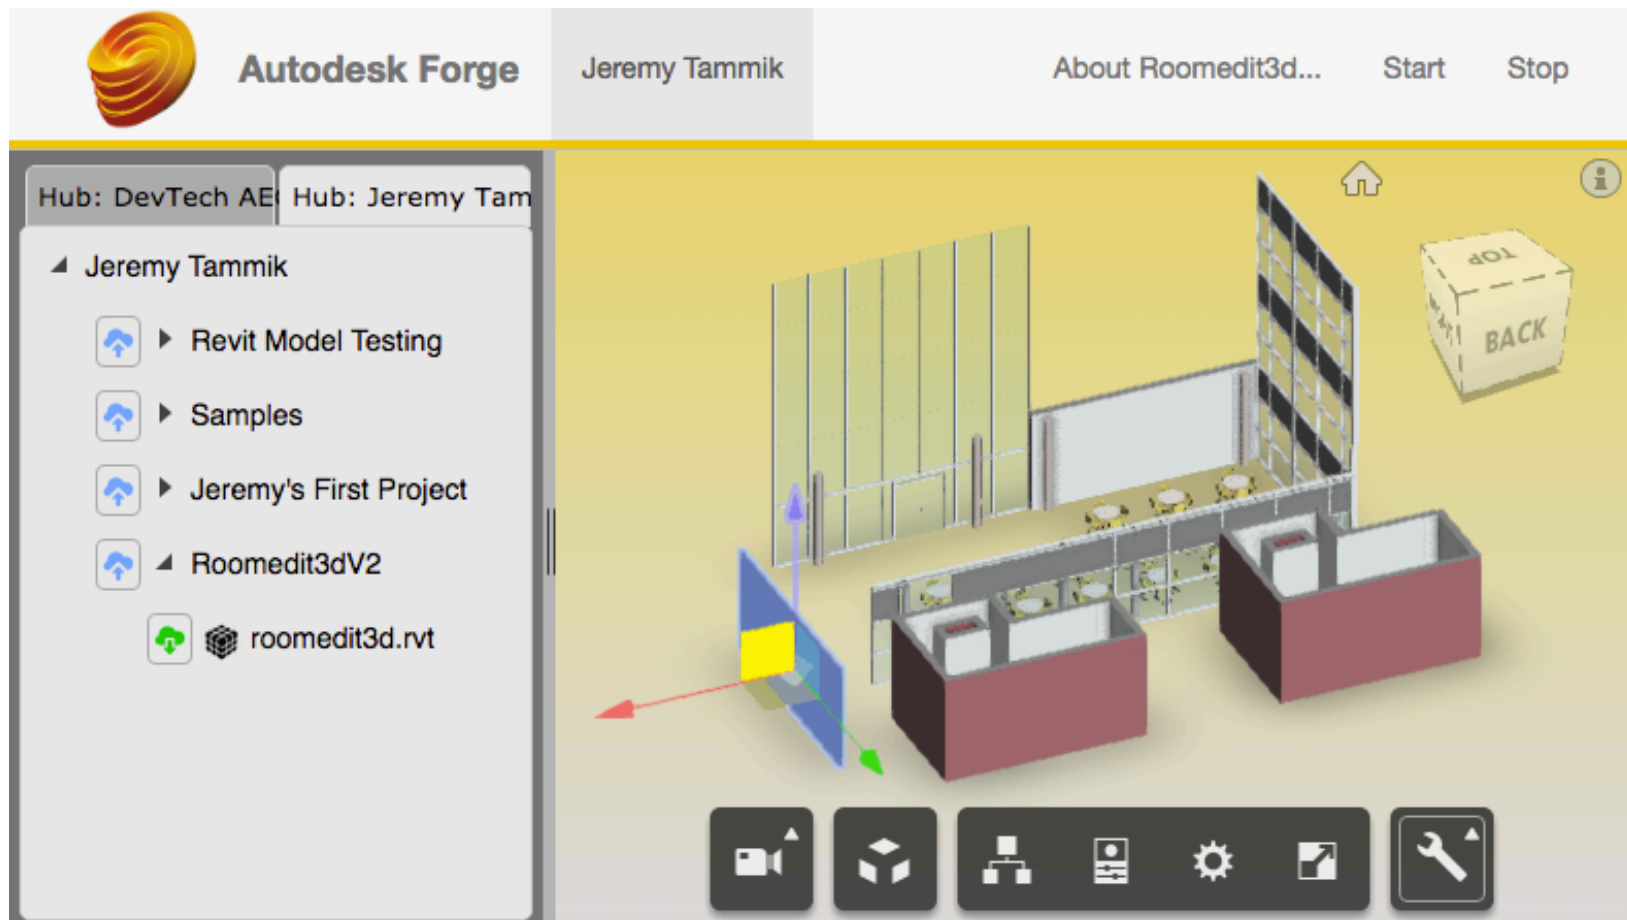 Autodesk Forge
Jeremy Tammik
About Roomedit3d...
Start
Stop
Hub: DevTech AE
Hub: Jeremy Tam
Jeremy Tammik
Revit Model Testing
Samples
Jeremy's First Project
Roomedit3dV2
roomedit3d.rvt
TOP
BACK